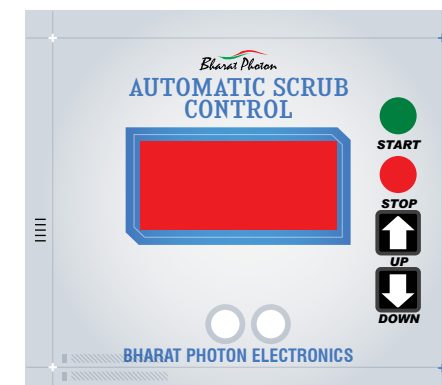 Bharat Photon
AUTOMATIC SCRUB
CONTROL
START
STOP
UP
DOWN
BHARAT PHOTON ELECTRONICS